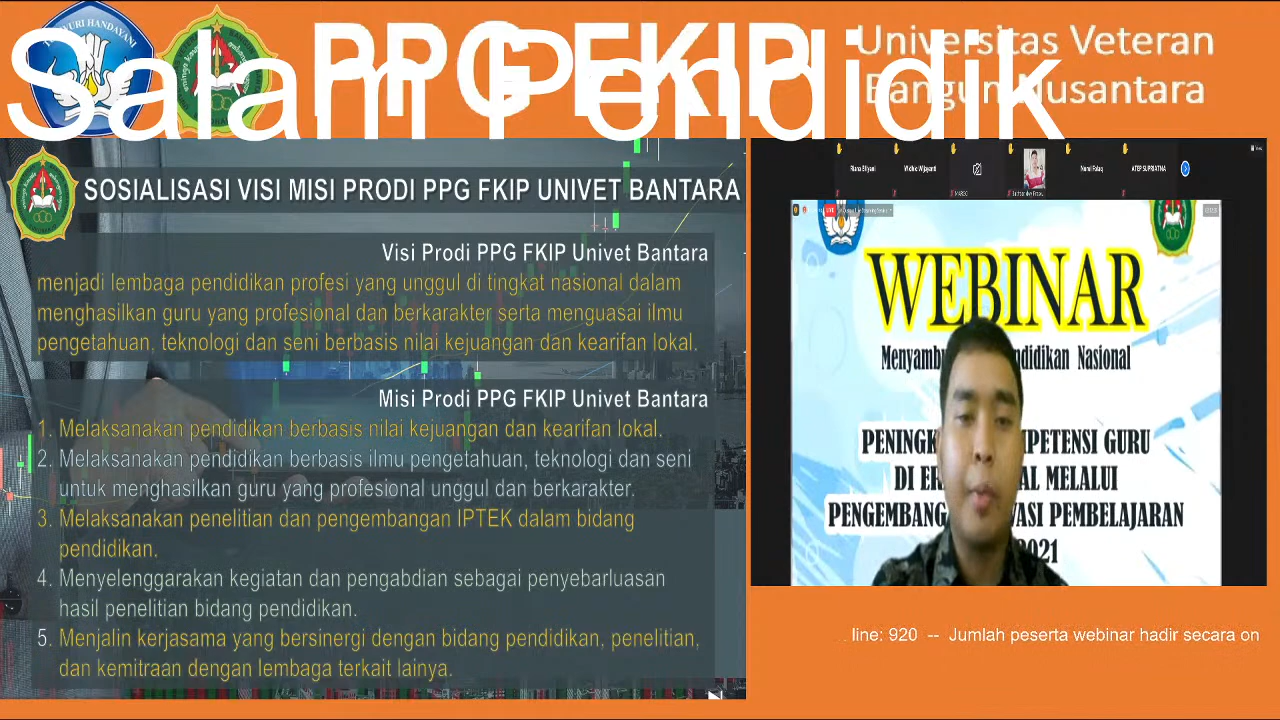 PPG FKIP
Salam Pendidik
Universitas Veteran
Bangun Nusantara
SOSIALISASI VISI MISI PRODI PPG FKIP UNIVET BANTARA
Visi Prodi PPG FKIP Univet Bantara
menjadi lembaga pendidikan profesi yang unggul di tingkat nasional dalam
menghasilkan guru yang profesional dan berkarakter serta menguasai ilmu
pengetahuan, teknologi dan seni berbasis nilai kejuangan dan kearifan lokal.
Misi Prodi PPG FKIP Univet Bantara
1. Melaksanakan pendidikan berbasis nilai kejuangan dan kearifan lokal.
2. Melaksanakan pendidikan berbasis ilmu pengetahuan, teknologi dan seni
untuk menghasilkan guru yang profesional unggul dan berkarakter.
3. Melaksanakan penelitian dan pengembangan IPTEK dalam bidang
pendidikan.
4. Menyelenggarakan kegiatan dan pengabdian sebagai penyebarluasan
hasil penelitian bidang pendidikan.
5. Menjalin kerjasama yang bersinergi dengan bidang pendidikan, penelitian,
dan kemitraan dengan lembaga terkait lainya.
ATEP SUPRIATNA
WEBINAR
Nasional
GURU
DI
MELALUI
PEMBELAJARAN
2021
line: 920 -- Jumlah peserta webinar hadir secara on